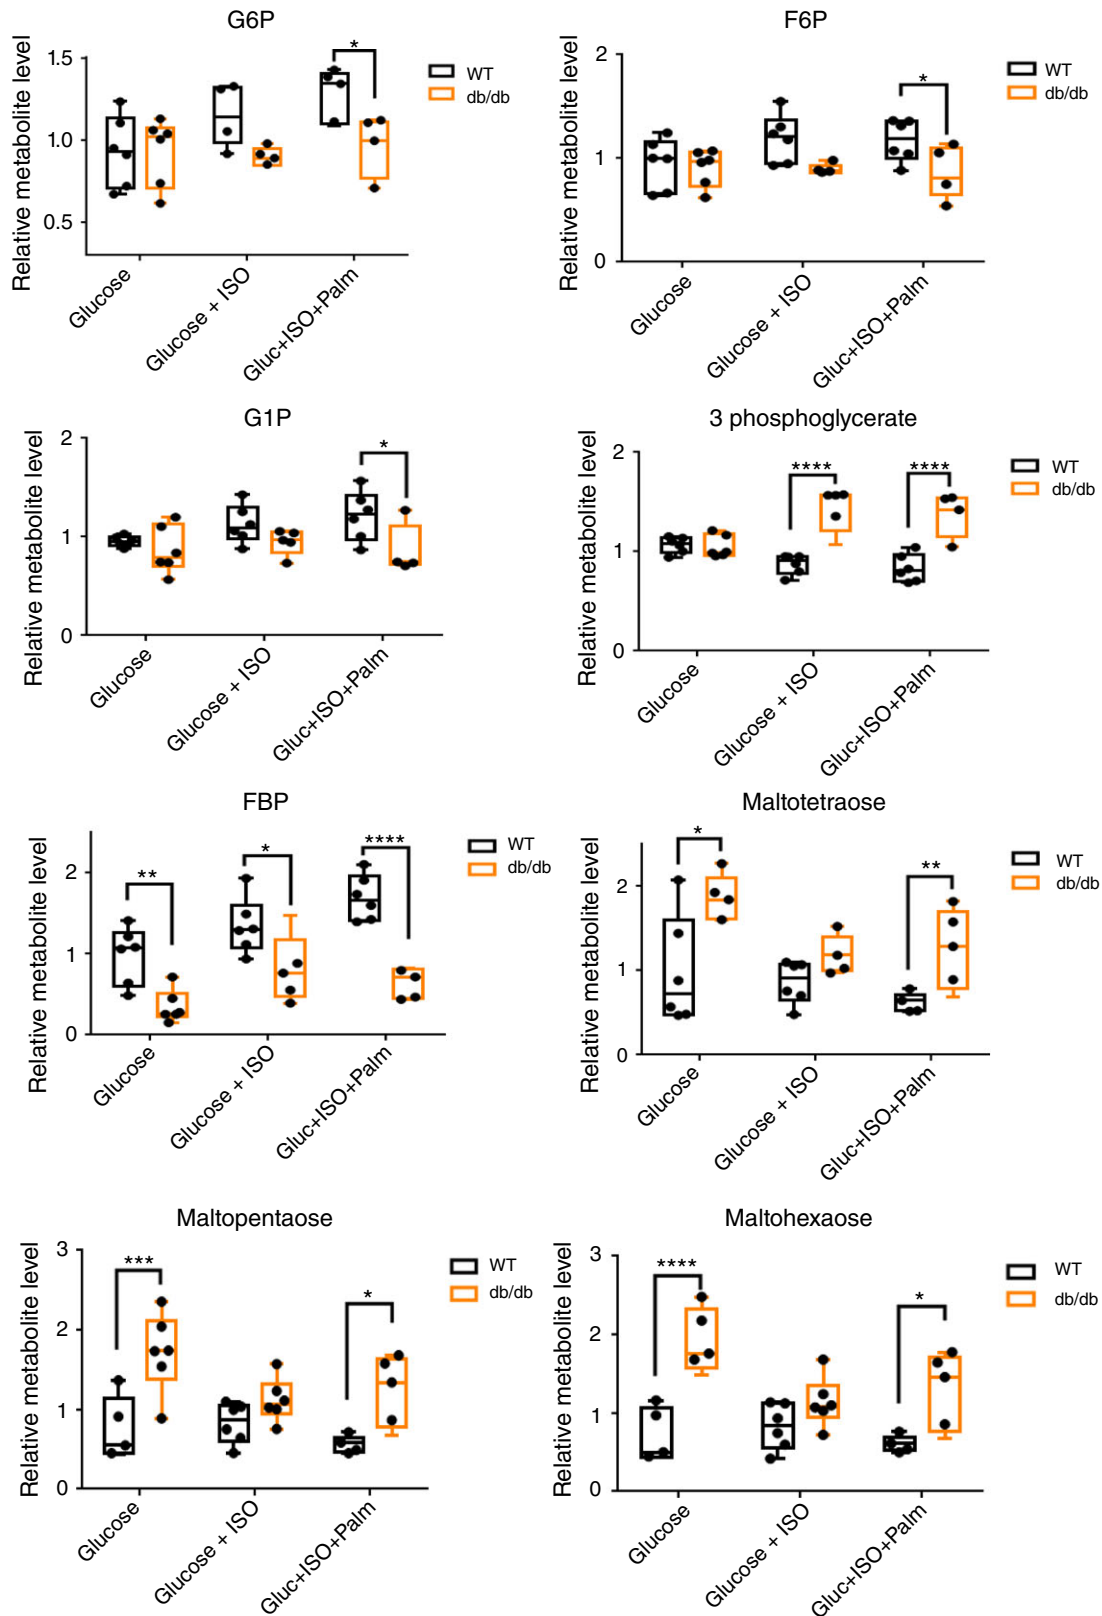 G6P
Relative metabolite level
1.5
1.0
0.5
*
WT
db/db
Glucose
Glucose + ISO
Gluc+ISO+Palm
F6P
Relative metabolite level
2
1
0
*
WT
db/db
Glucose
Glucose + ISO
Gluc+ISO+Palm
G1P
Relative metabolite level
2
1
0
*
Glucose
Glucose + ISO
Gluc+ISO+Palm
3 phosphoglycerate
Relative metabolite level
2
1
0
****
****
WT
db/db
Glucose
Glucose + ISO
Gluc+ISO+Palm
FBP
Relative metabolite level
2
1
0
**
*
****
WT
db/db
Glucose
Glucose + ISO
Gluc+ISO+Palm
Maltotetraose
Relative metabolite level
2
1
0
*
**
WT
db/db
Glucose
Glucose + ISO
Gluc+ISO+Palm
Maltopentaose
Relative metabolite level
3
2
1
0
***
*
WT
db/db
Glucose
Glucose + ISO
Gluc+ISO+Palm
Maltohexaose
Relative metabolite level
3
2
1
0
****
*
WT
db/db
Glucose
Glucose + ISO
Gluc+ISO+Palm